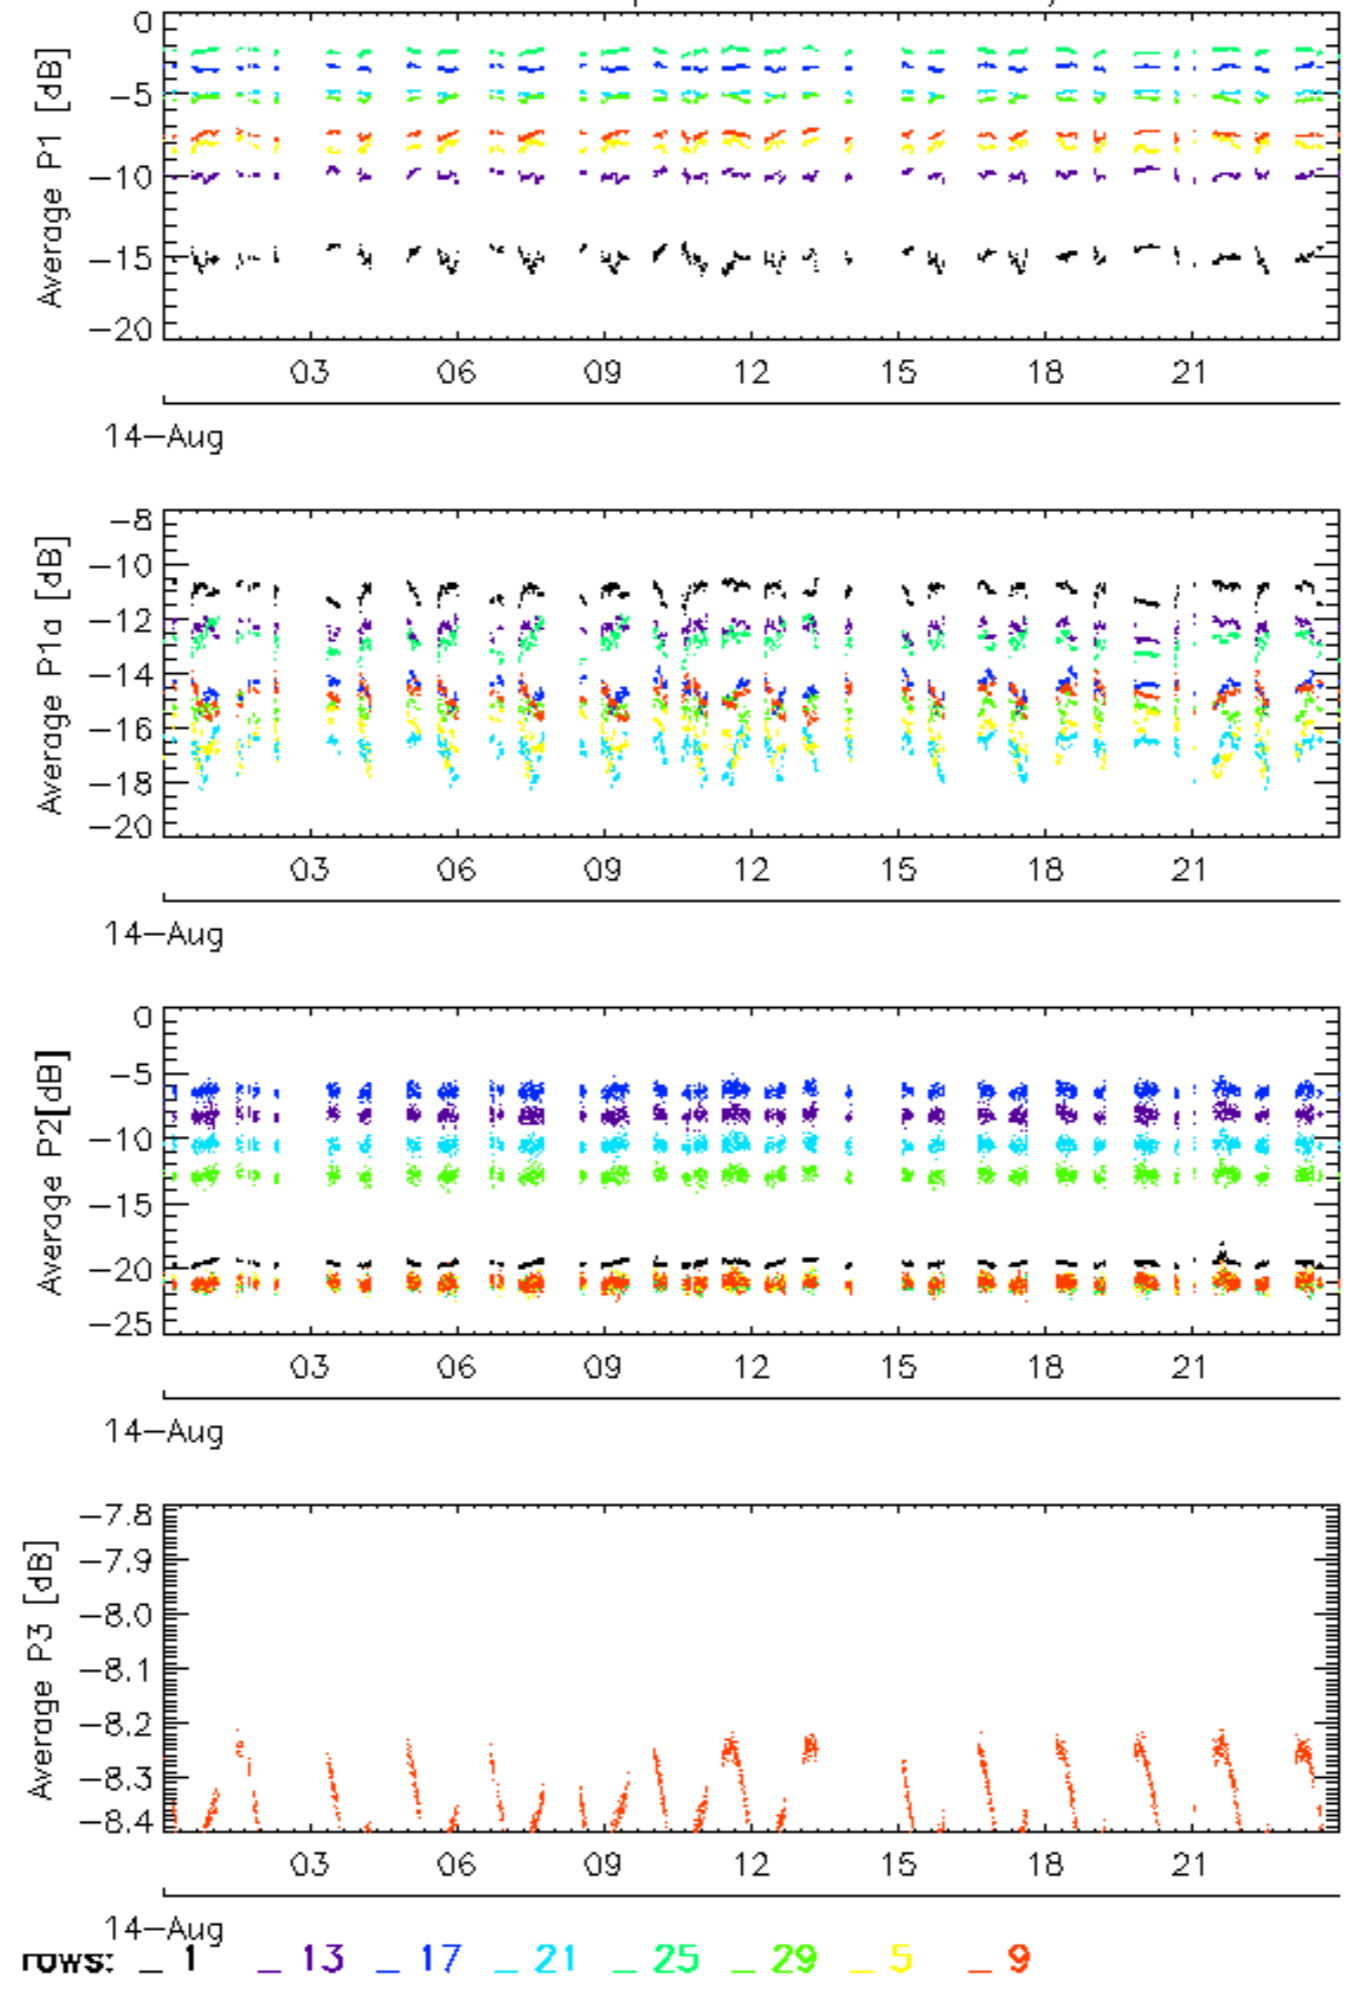 Average P1 [dB]
0
−5
−10
−15
−20
03 06 09 12 15 18 21
14−Aug
Average P1a [dB]
−8
−10
−12
−14
−16
−18
−20
03 06 09 12 15 18 21
14−Aug
Average P2[dB]
0
−5
−10
−15
−20
−25
03 06 09 12 15 18 21
14−Aug
Average P3 [dB]
−7.8
−7.9
−8.0
−8.1
−8.2
−8.3
−8.4
03 06 09 12 15 18 21
14−Aug
rows: _ 1 _ 13 _ 17 _ 21 _ 25 _ 29 _ 5 _ 9